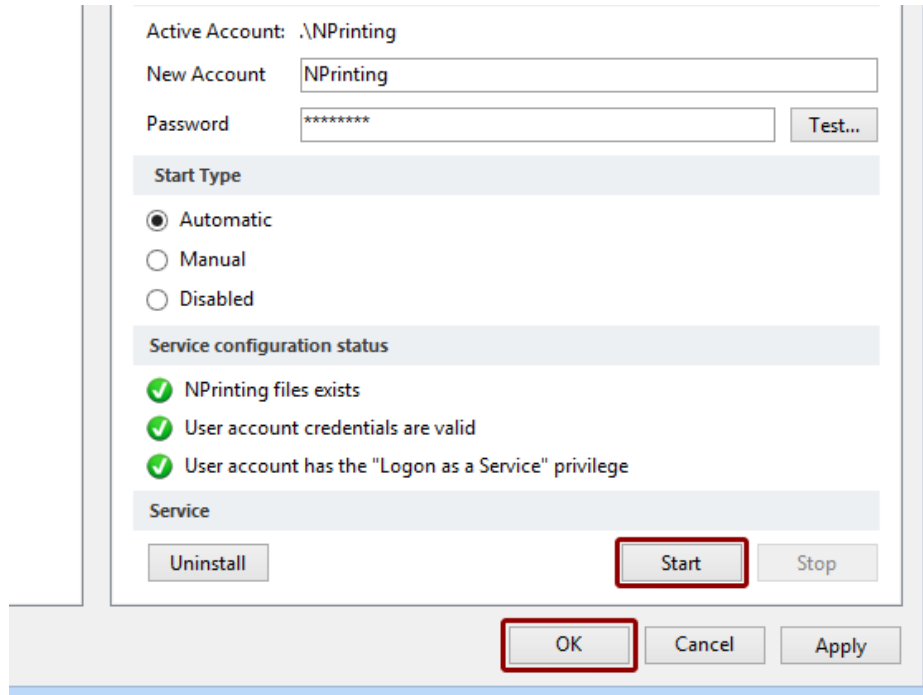 Active Account: .\NPrinting
New Account NPrinting
Password ******** Test...
Start Type
Automatic
Manual
Disabled
Service configuration status
NPrinting files exists
User account credentials are valid
User account has the "Logon as a Service" privilege
Service
Uninstall Start Stop
OK Cancel Apply